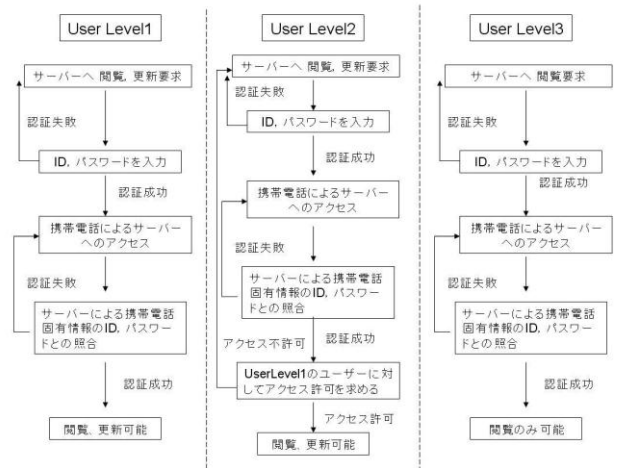 User Level1
サーバーへ 閲覧, 更新要求
認証失敗
ID, パスワードを入力
認証成功
携帯電話によるサーバー
へのアクセス
認証失敗
サーバーによる携帯電話
固有情報のID, パスワー
ドとの照合
認証成功
閲覧, 更新可能
User Level2
サーバーへ 閲覧, 更新要求
認証失敗
ID, パスワードを入力
認証成功
携帯電話によるサーバー
へのアクセス
認証失敗
サーバーによる携帯電話
固有情報のID, パスワー
ドとの照合
アクセス不許可
認証成功
UserLevel1のユーザーに対
してアクセス許可を求める
アクセス許可
閲覧, 更新可能
User Level3
サーバーへ 閲覧要求
認証失敗
ID, パスワードを入力
認証成功
携帯電話によるサーバー
へのアクセス
認証失敗
サーバーによる携帯電話
固有情報のID, パスワー
ドとの照合
認証成功
閲覧のみ可能